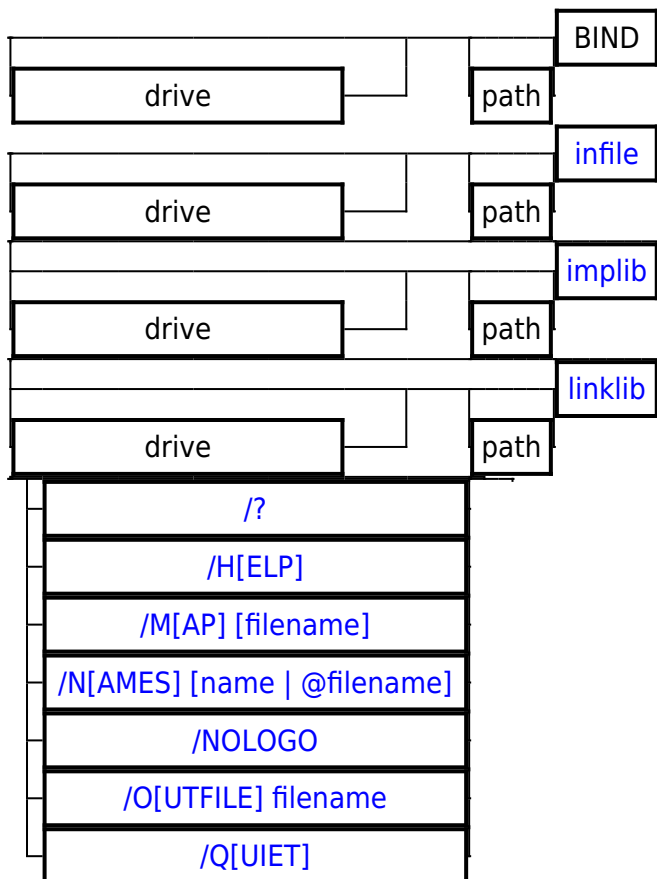 BIND
drive path
infile
drive path
implib
drive path
linklib
drive path
/?
/H[ELP]
/M[AP] [filename]
/N[AMES] [name | @filename]
/NOLOGO
/O[UTFILE] filename
/Q[UIET]